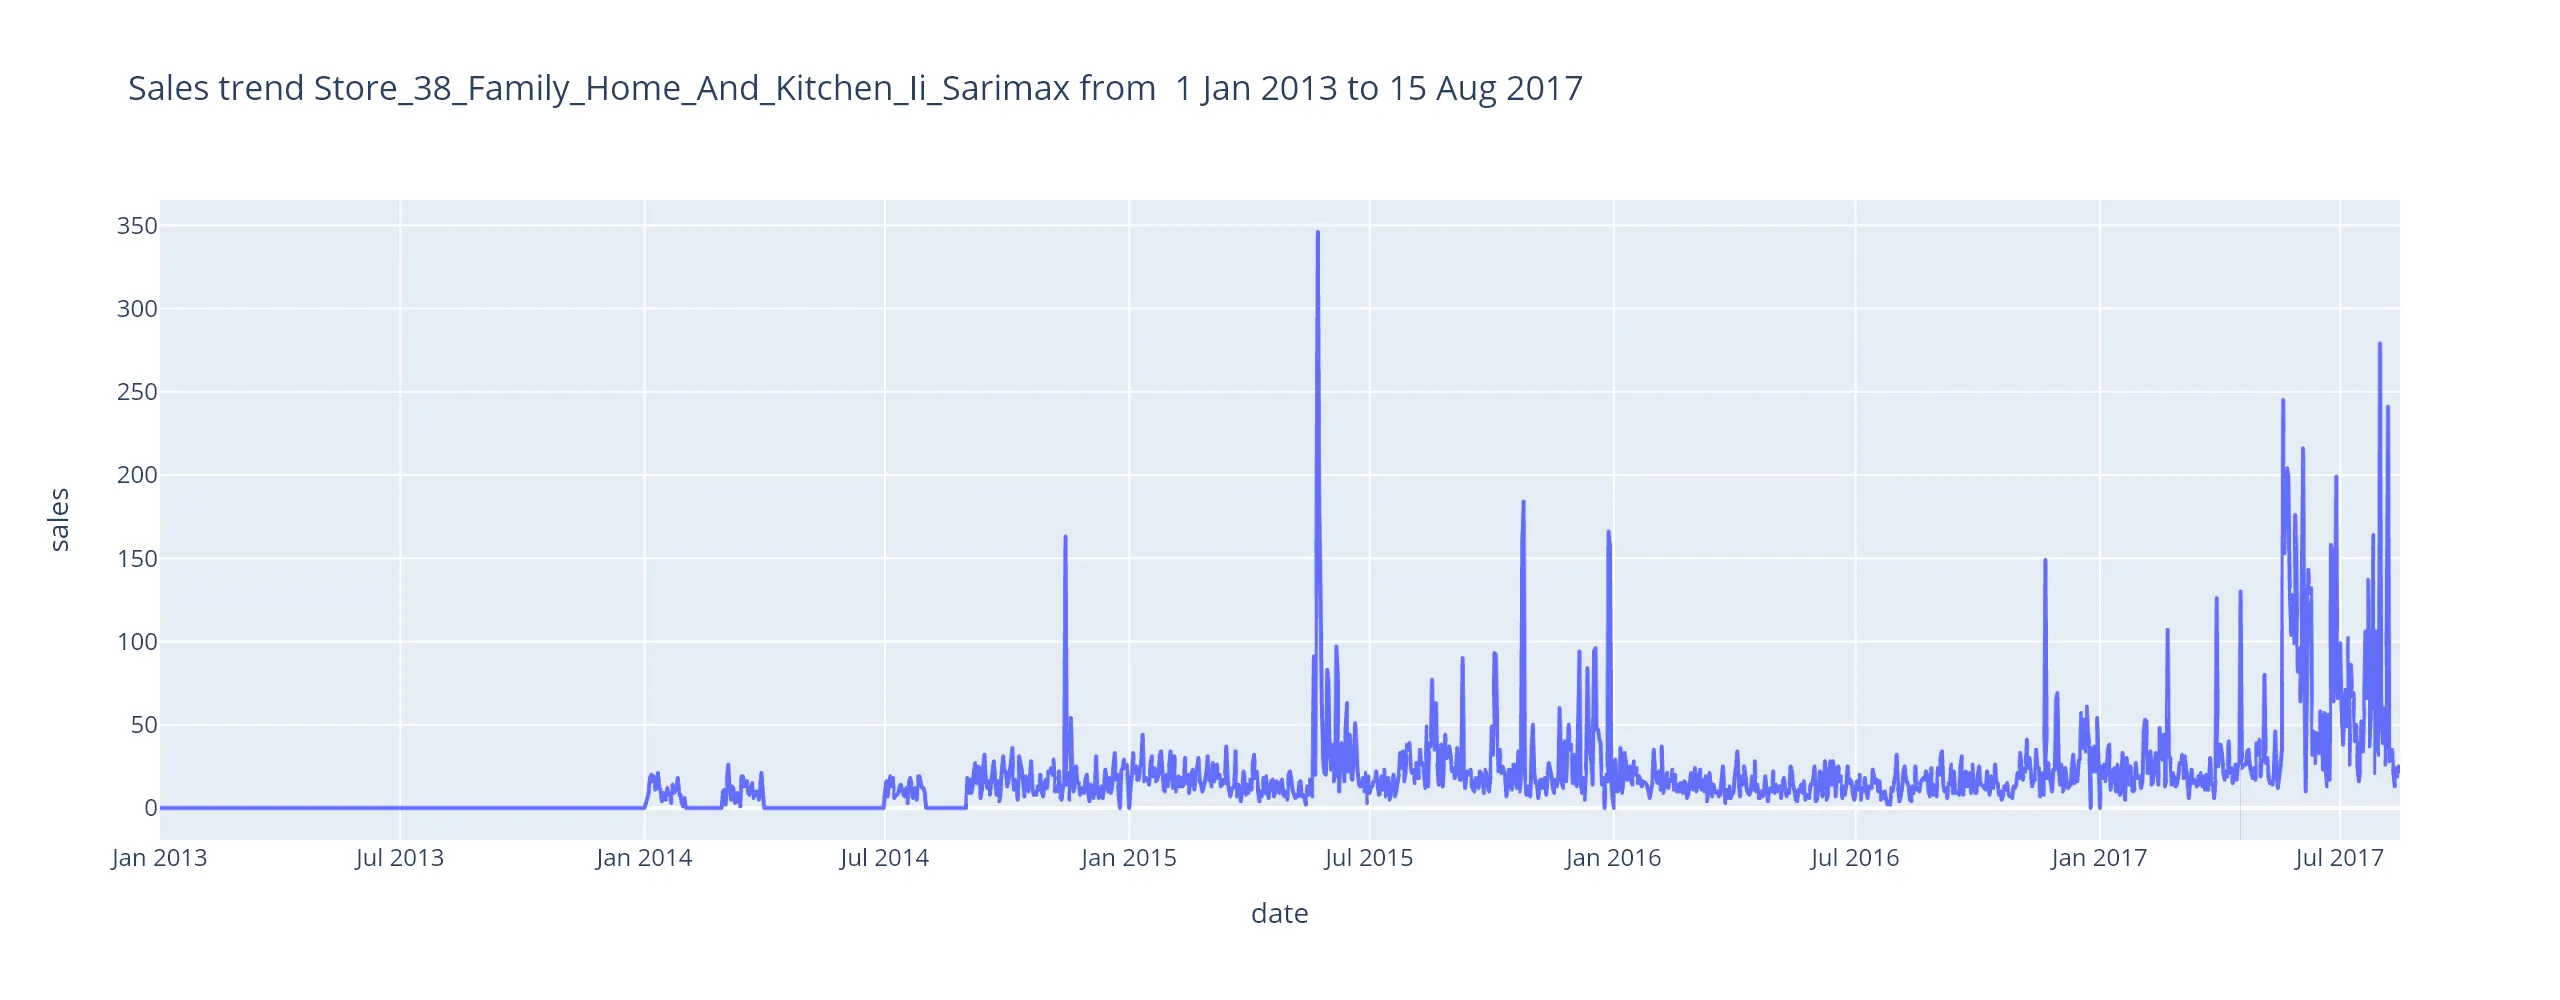 Sales trend Store_38_Family_Home_And_Kitchen_Ii_Sarimax from  1 Jan 2013 to 15 Aug 2017
350
300
250
200
150
100
50
0
sales
Jan 2013 Jul 2013 Jan 2014 Jul 2014 Jan 2015 Jul 2015 Jan 2016 Jul 2016 Jan 2017 Jul 2017
date